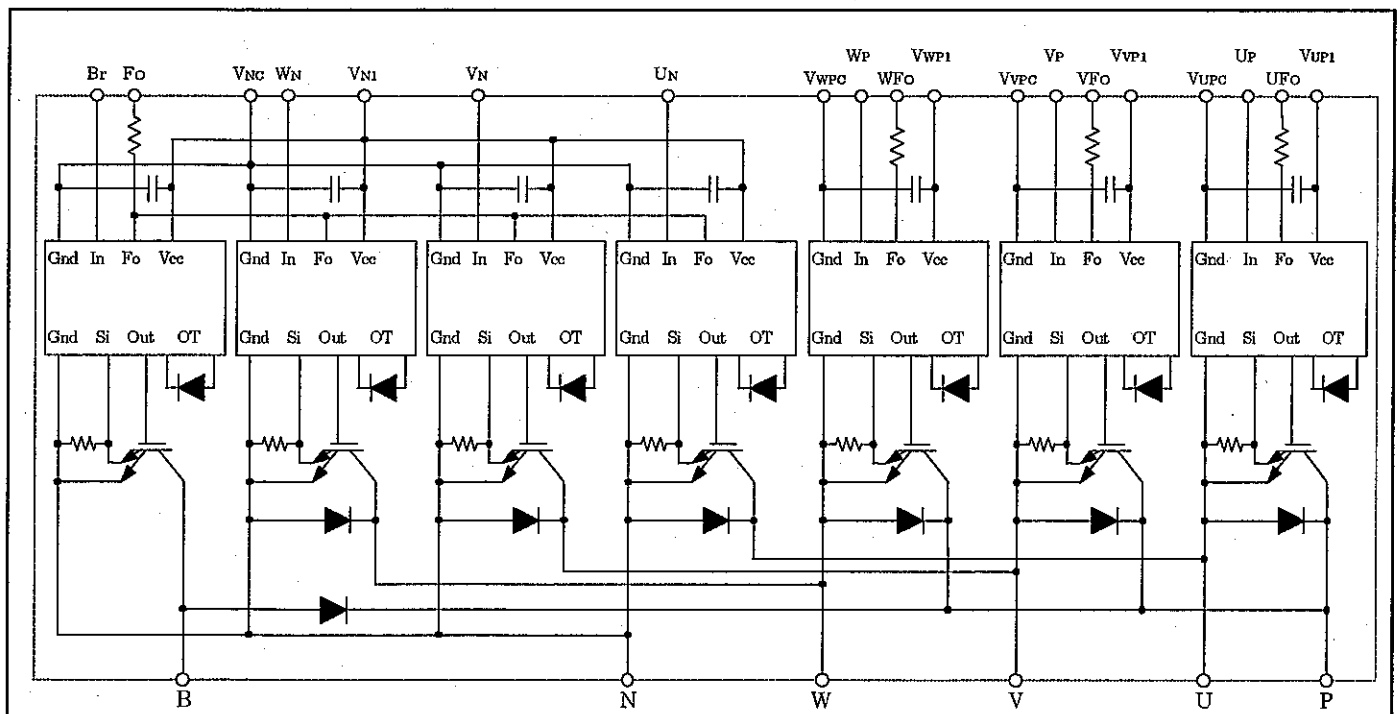 Br Fo VNC WN VN1 VN UN VWPC WP WFo VWP1 VVPC VP VFo VVP1 VUPC UP UFo VUP1
Gnd In Fo Vcc Gnd In Fo Vcc Gnd In Fo Vcc Gnd In Fo Vcc Gnd In Fo Vcc Gnd In Fo Vcc Gnd In Fo Vcc
Gnd Si Out OT Gnd Si Out OT Gnd Si Out OT Gnd Si Out OT Gnd Si Out OT Gnd Si Out OT Gnd Si Out OT
B N W V U P